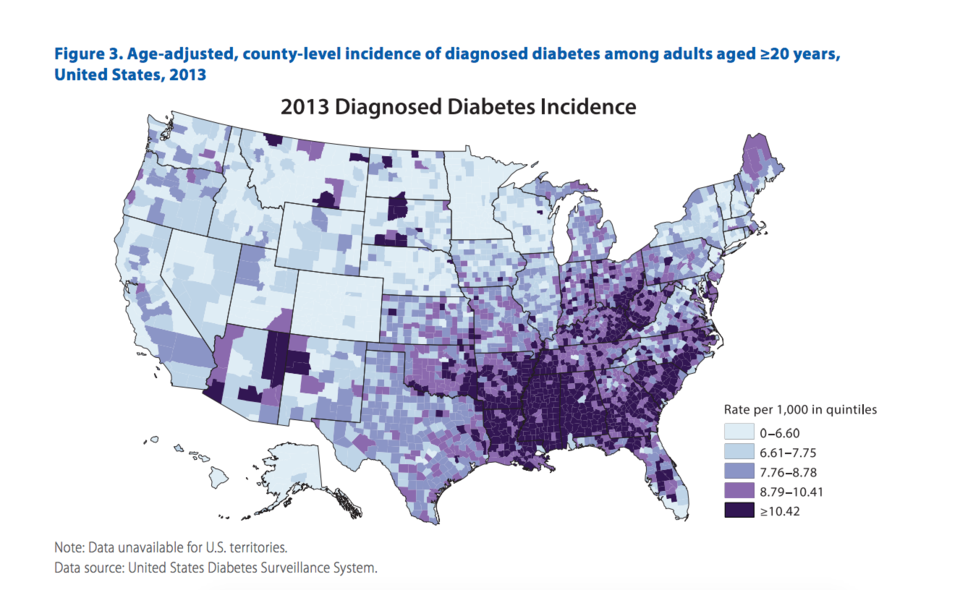 Figure 3. Age-adjusted, county-level incidence of diagnosed diabetes among adults aged ≥20 years,
United States, 2013
2013 Diagnosed Diabetes Incidence
Rate per 1,000 in quintiles
0–6.60
6.61–7.75
7.76–8.78
8.79–10.41
≥10.42
Note: Data unavailable for U.S. territories.
Data source: United States Diabetes Surveillance System.